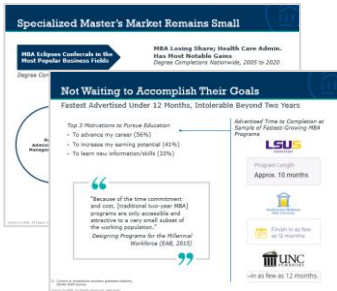 Specialized Master's Market Remains Small
MBA Eclipses Conferrals in the
Most Popular Business Fields
MBA Losing Share; Health Care Admin.
Has Most Notable Gains
Degree Completions Nationwide, 2005 to 2020
Degree Con
Not Waiting to Accomplish Their Goals
Fastest Advertised Under 12 Months, Intolerable Beyond Two Years
Top 3 Motivations to Pursue Education
- To advance my career (56%)
- To increase my earning potential (41%)
- To learn new information/skills (33%)
"Because of the time commitment
and cost, [traditional two-year MBA]
programs are only accessible and
attractive to a very small subset of
the working population."
Designing Programs for the Millennial
Workforce (EAB, 2015)
Advertised Time to Completion at
Sample of Fastest-Growing MBA
Programs
LSUS
Program Length
Approx. 10 months
Finish in as few
as 12 months
UNC
-in as few as 12 months.